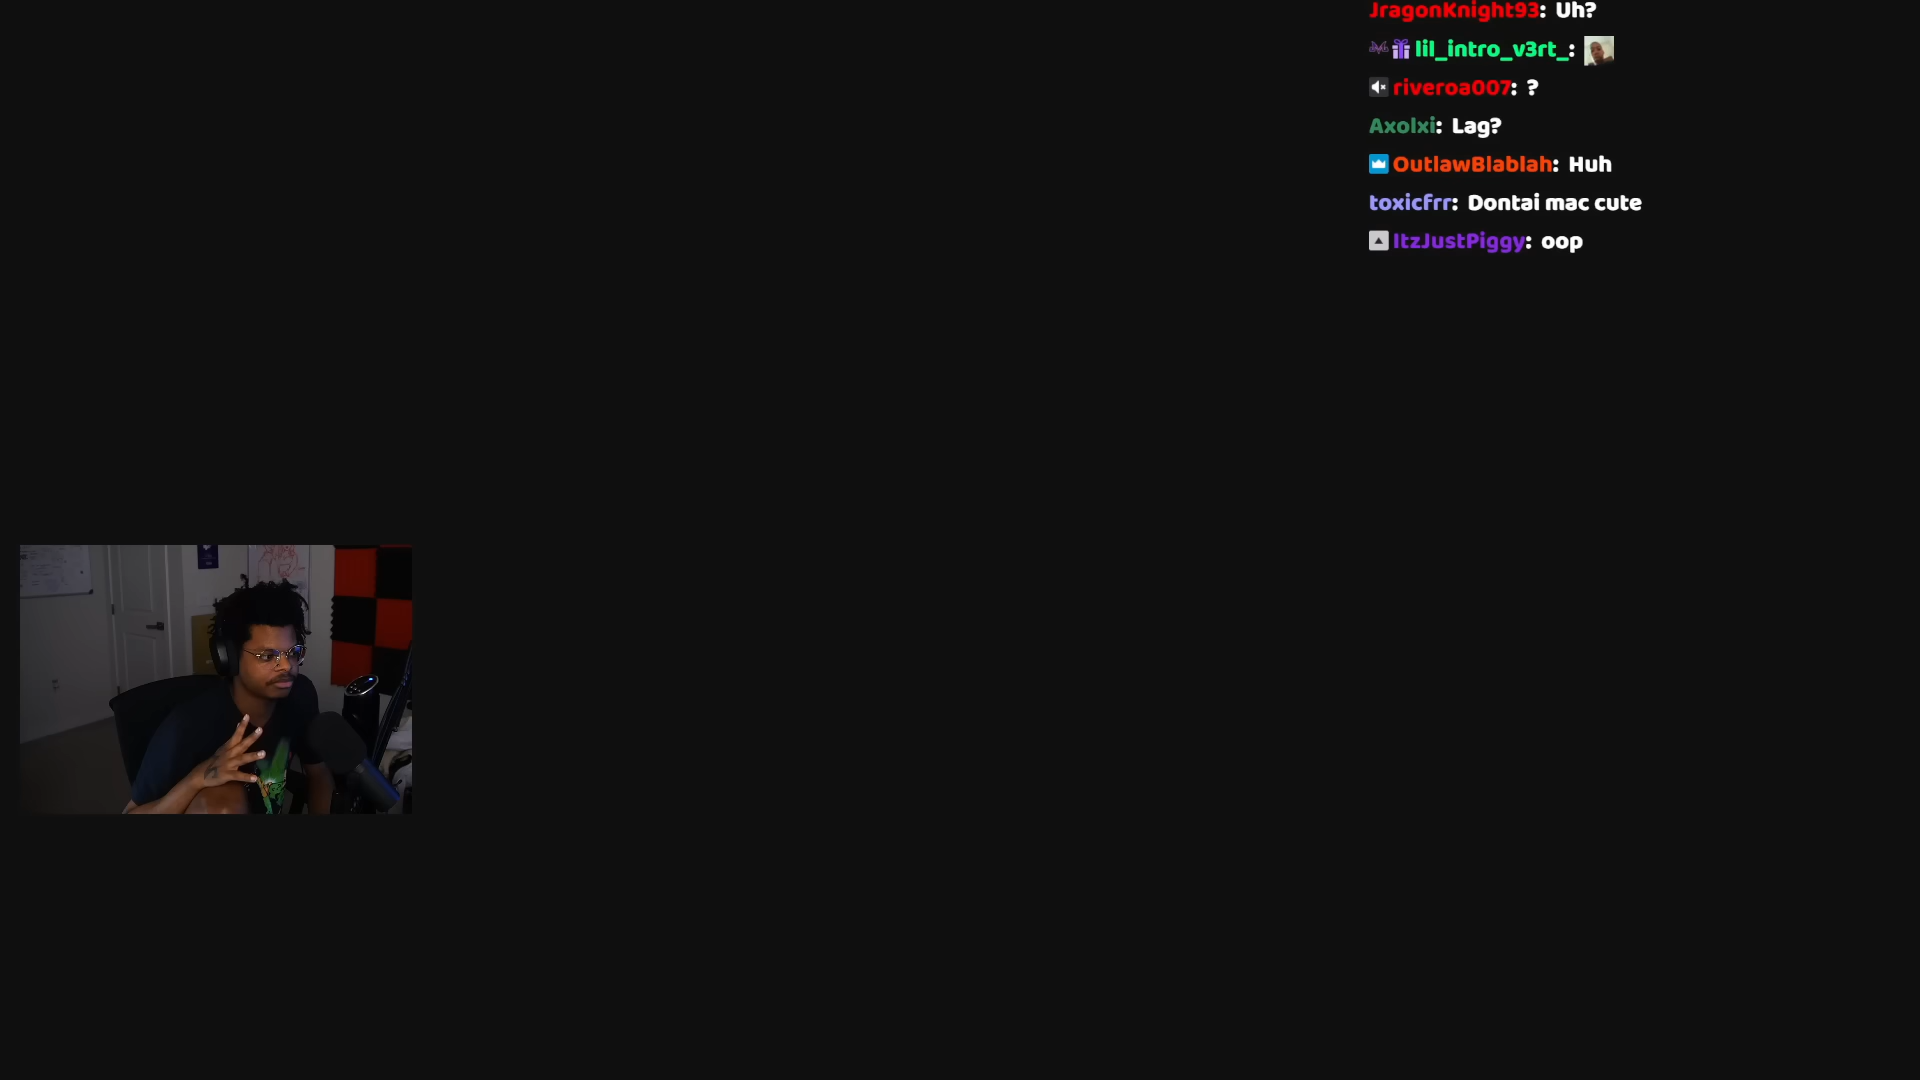 JragonKnight93: Uh?
lil_intro_v3rt_:
riveroa007: ?
Axolxi: Lag?
OutlawBlablah: Huh
toxicfrr: Dontai mac cute
ItzJustPiggy: oop